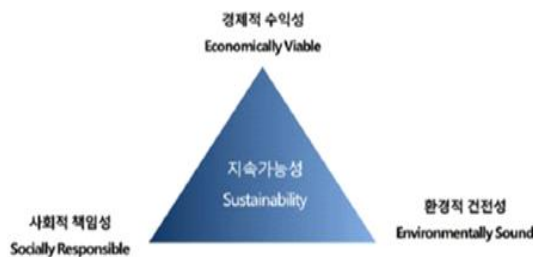 경제적 수익성
Economically Viable
지속가능성
Sustainability
사회적 책임성
Socially Responsible
환경적 건전성
Environmentally Sound